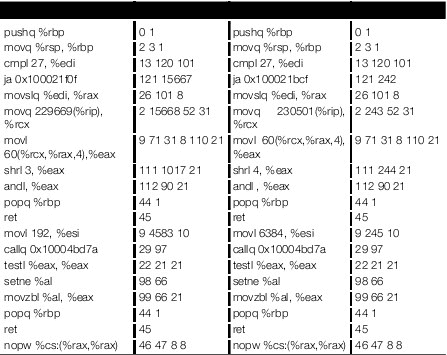 pushq %rbp 0 1 pushq %rbp 0 1
movq %rsp, %rbp 2 3 1 movq %rsp, %rbp 2 3 1
cmpl 27, %edi 13 120 101 cmpl 27, %edi 13 120 101
ja 0x100021f0f 121 15667 ja 0x100021bcf 121 242
movslq %edi, %rax 26 101 8 movslq %edi, %rax 26 101 8
movq 229669(%rip), 2 15668 52 31 movq 230501(%rip), 2 243 52 31
%rcx %rcx
movl 9 71 31 8 110 21 movl 60(%rcx,%rax,4), 9 71 31 8 110 21
60(%rcx,%rax,4),%eax %eax
shrl 3, %eax 111 1017 21 shrl 4, %eax 111 244 21
andl, %eax 112 90 21 andl , %eax 112 90 21
popq %rbp 44 1 popq %rbp 44 1
ret 45 ret 45
movl 192, %esi 9 4583 10 movl 6384, %esi 9 245 10
callq 0x10004bd7a 29 97 callq 0x10004bd7a 29 97
testl %eax, %eax 22 21 21 testl %eax, %eax 22 21 21
setne %al 98 66 setne %al 98 66
movzbl %al, %eax 99 66 21 movzbl %al, %eax 99 66 21
popq %rbp 44 1 popq %rbp 44 1
ret 45 ret 45
nopw %cs:(%rax,%rax) 46 47 8 8 nopw %cs:(%rax,%rax) 46 47 8 8